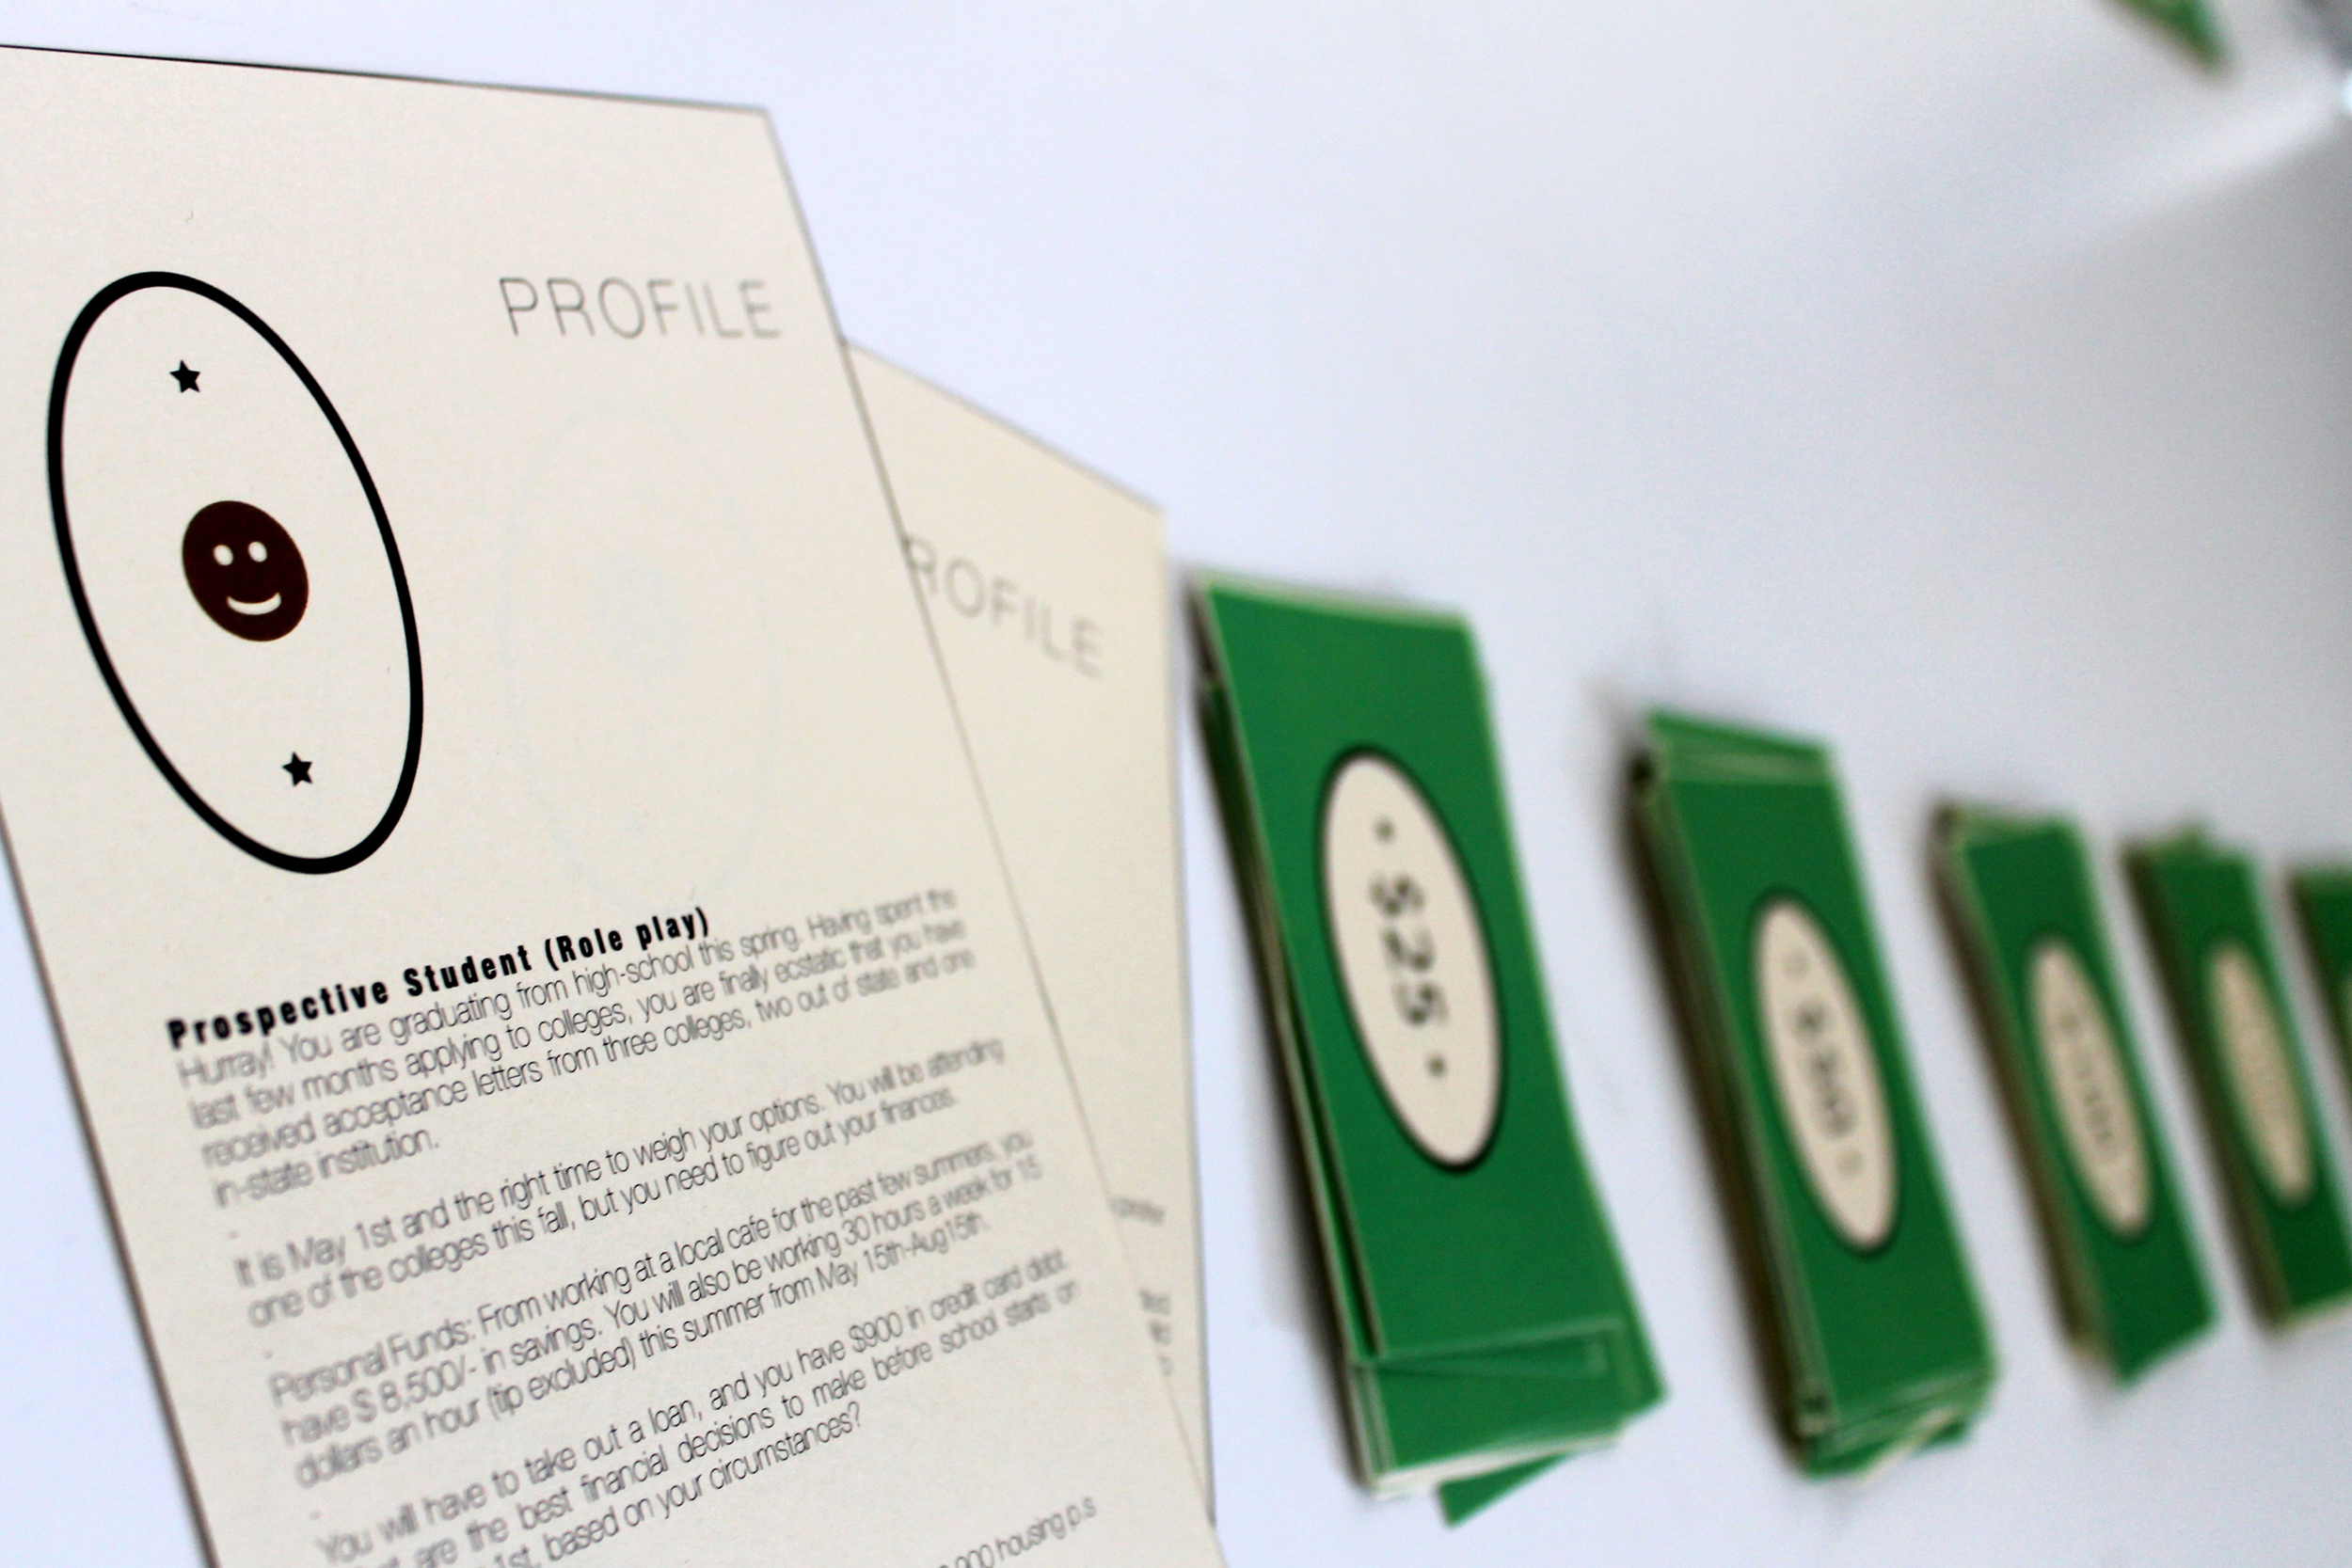 PROFILE
Prospective Student (Role play)
Hurray! You are graduating from high-school this spring. Having spent the
last few months applying to colleges, you are finally ecstatic that you have
received acceptance letters from three colleges, two out of state and one
in-state institution.
-
It is May 1st and the right time to weigh your options. You will be attending
one of the colleges this fall, but you need to figure out your finances.
-
Personal Funds: From working at a local cafe for the past few summers, you
have $ 8,500/- in savings. You will also be working 30 hours a week for 15
dollars an hour (tip excluded) this summer from May 15th-Aug15th.
-
You will have to take out a loan, and you have $900 in credit card debt.
are the best financial decisions to make before school starts on
1st, based on your circumstances?
housing p.s
ROFILE
$25